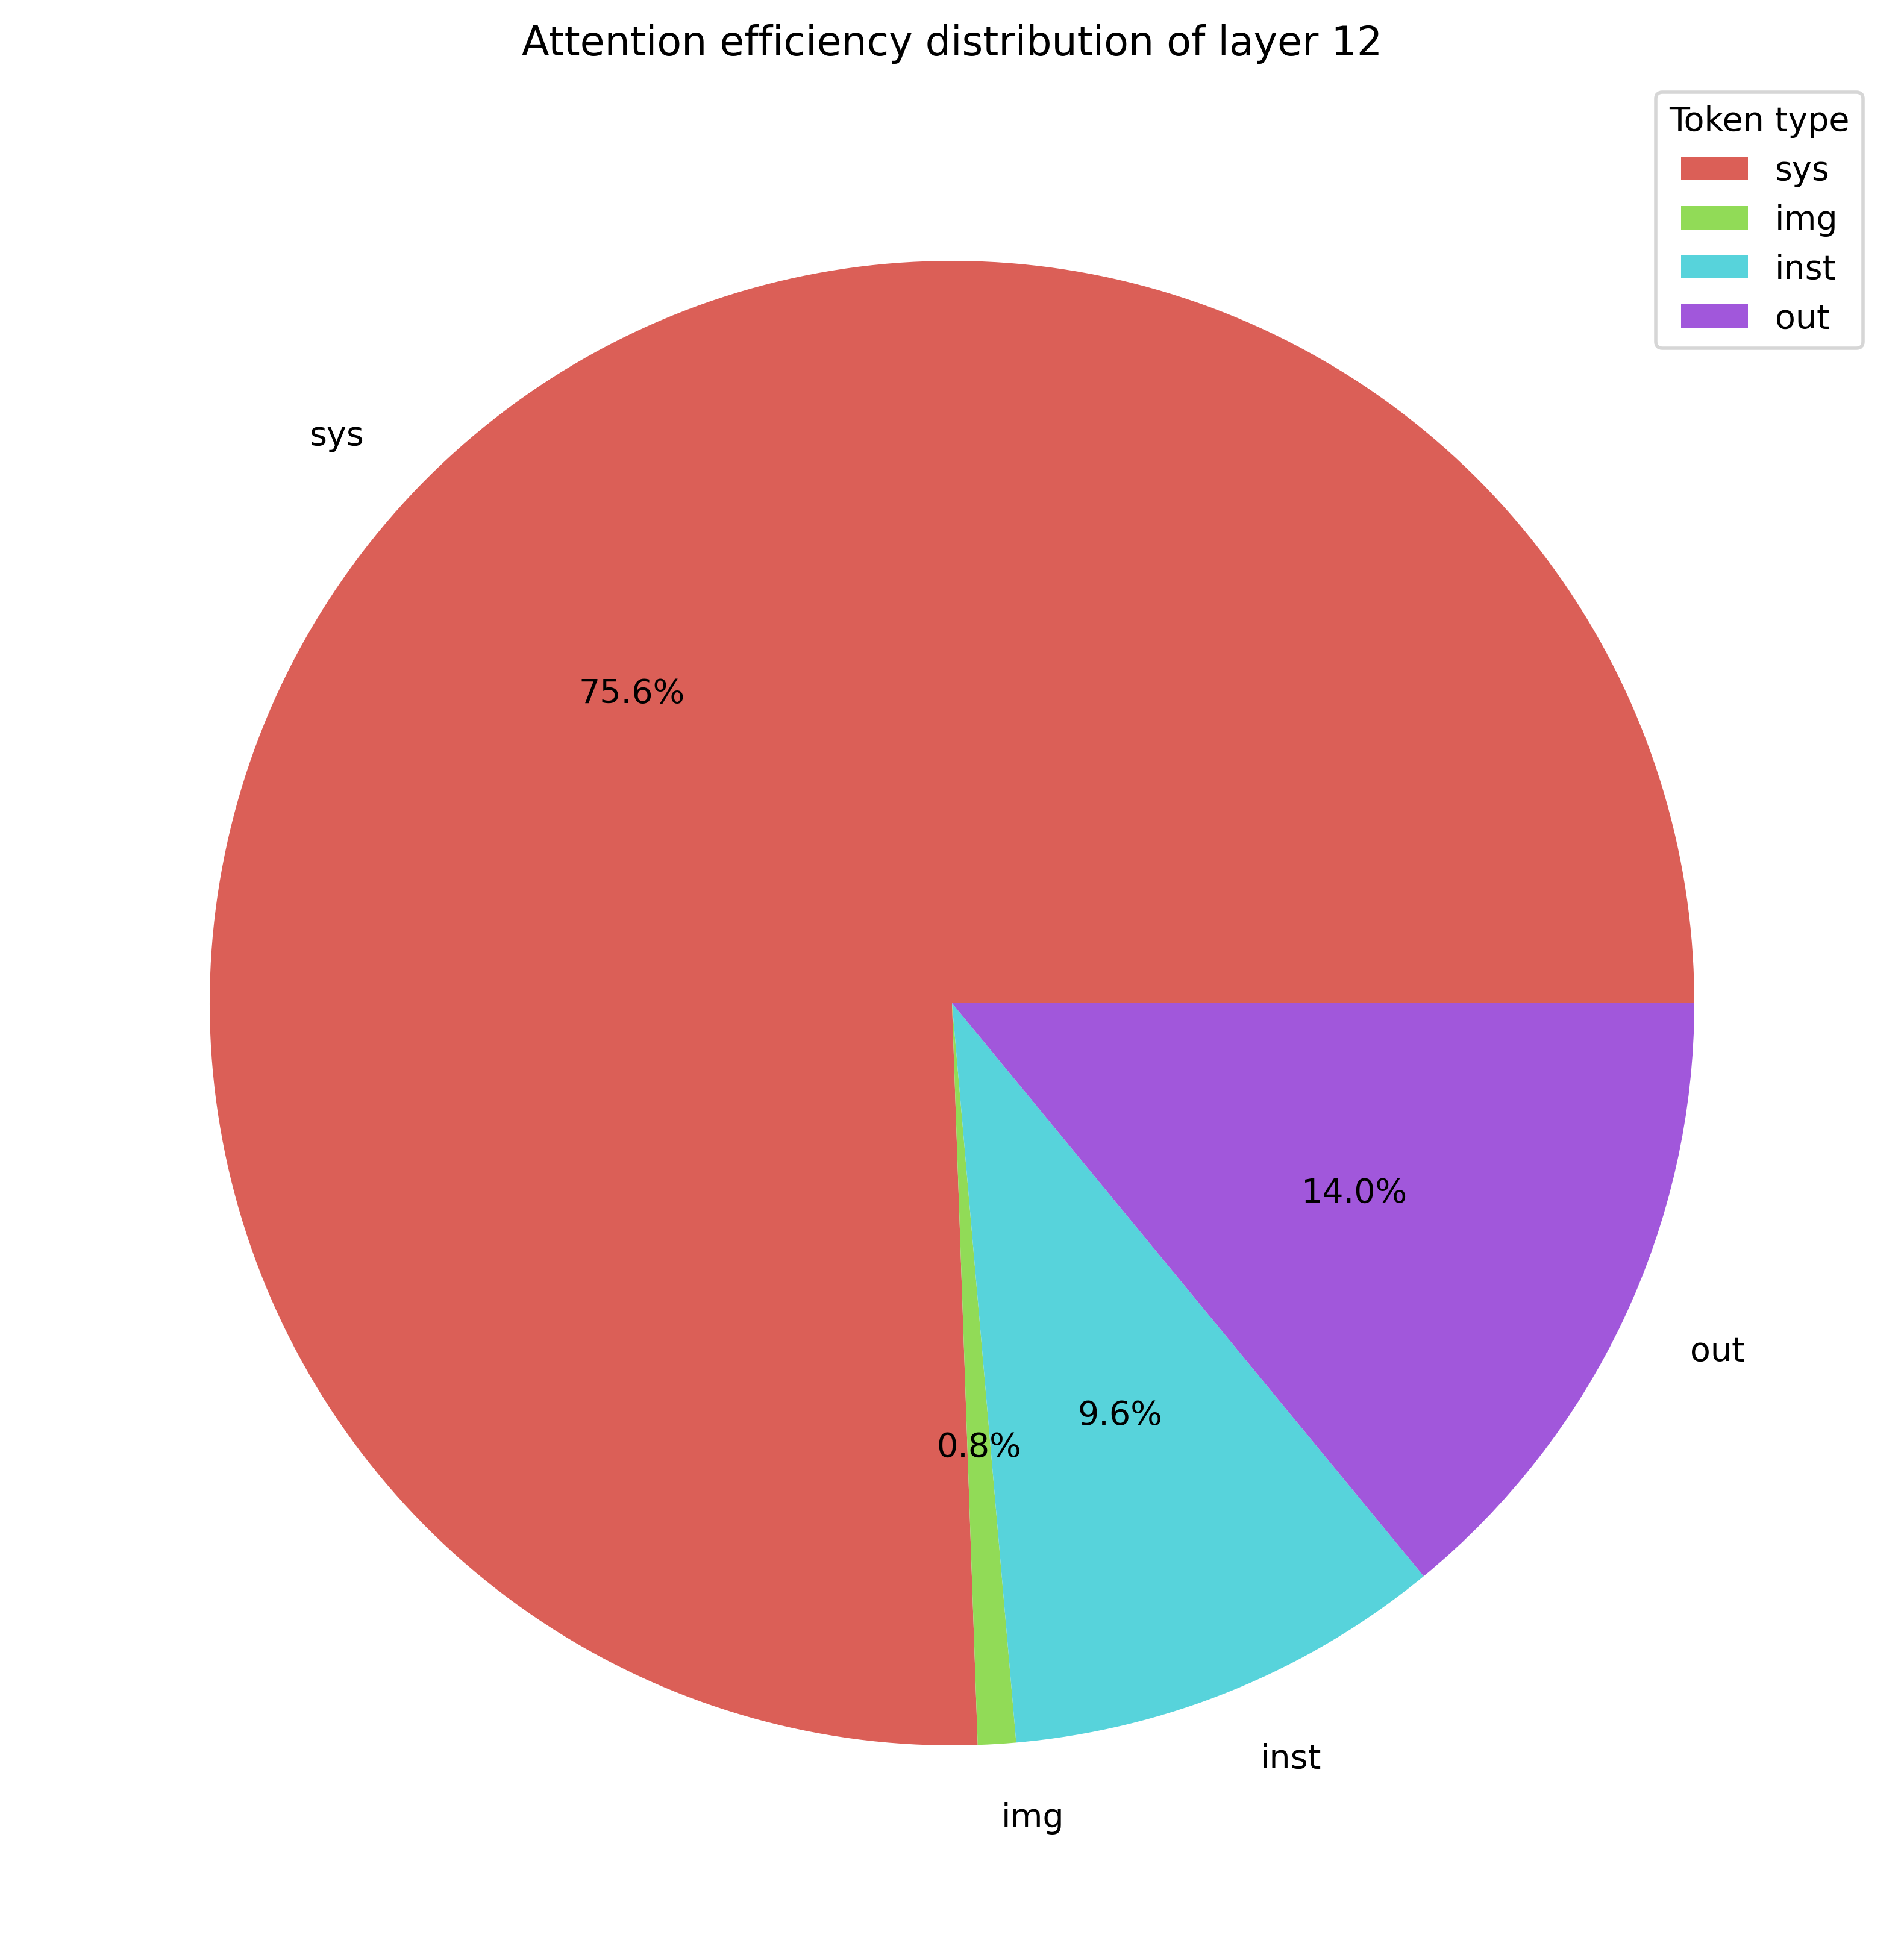 Attention efficiency distribution of layer 12
Token type
sys
img
inst
out
sys
75.6%
14.0%
out
9.6%
0.8%
inst
img